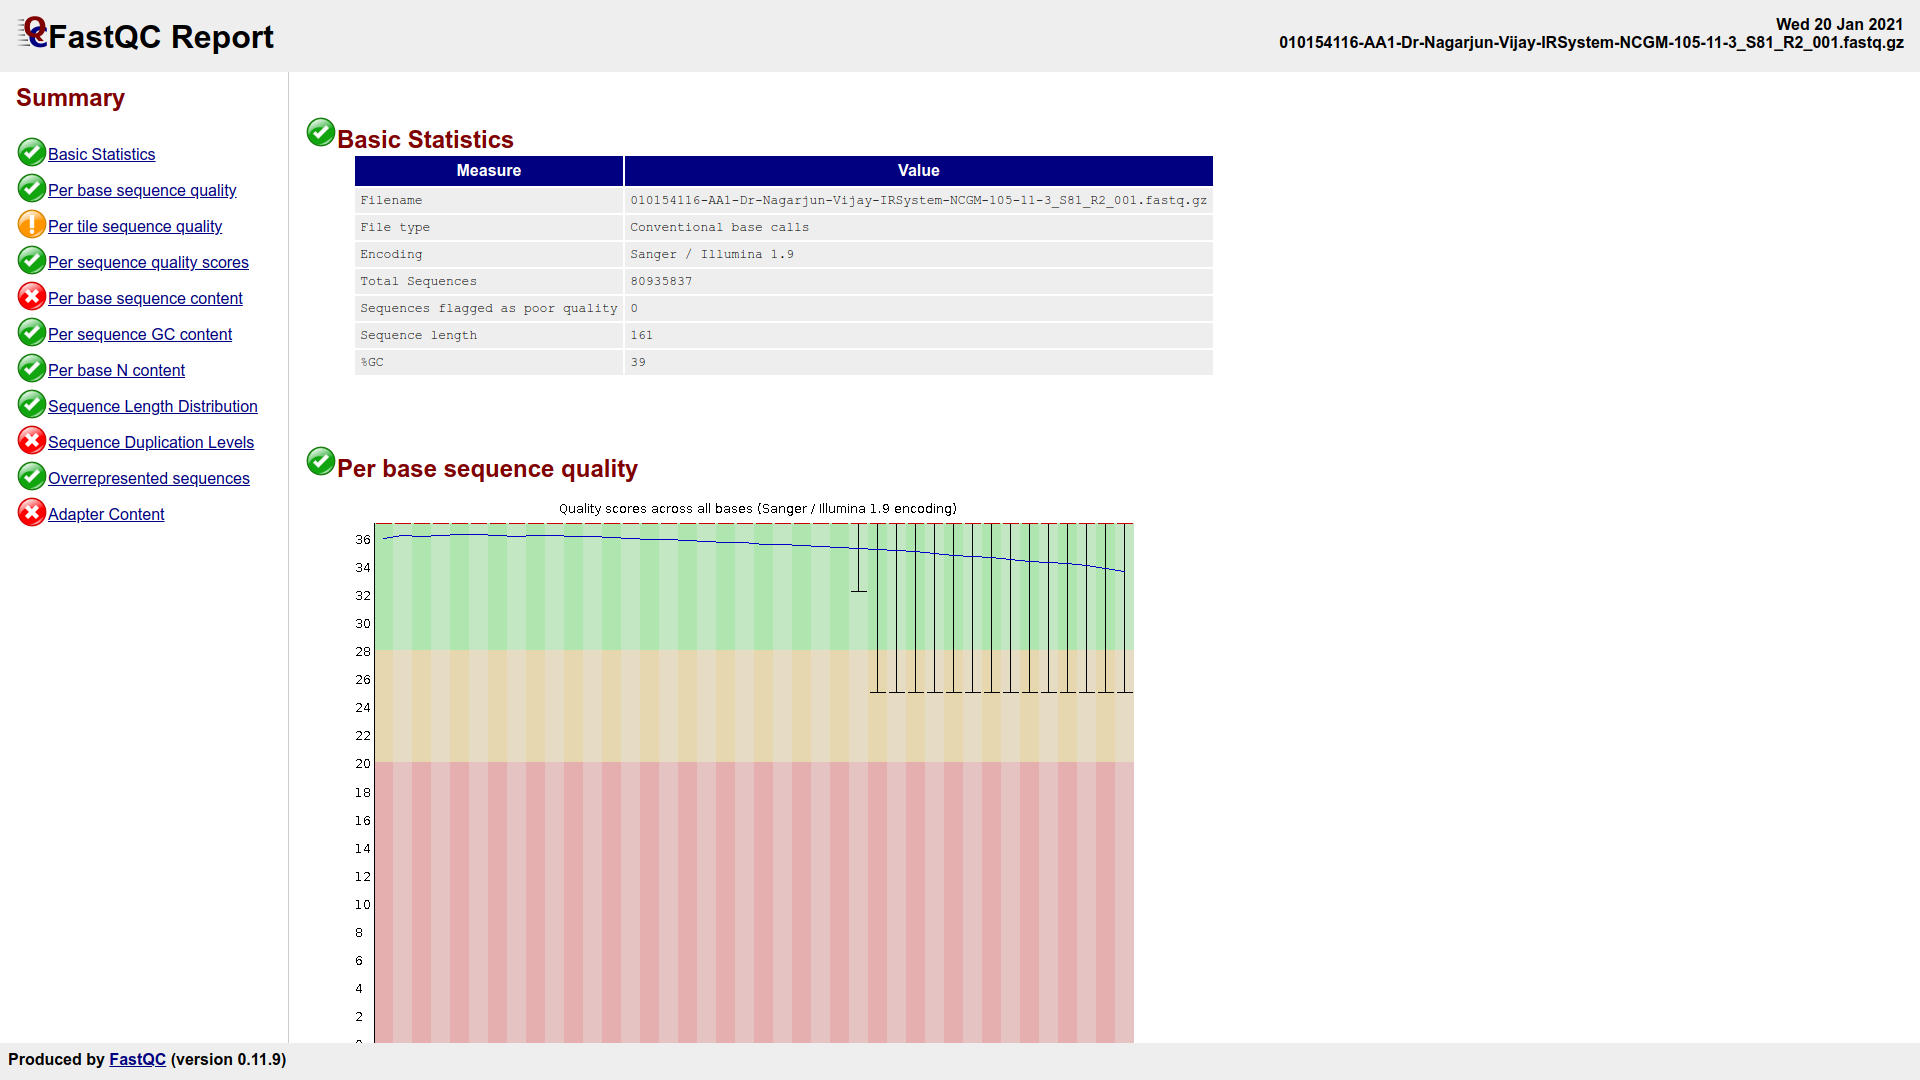 FastQC Report
Wed 20 Jan 2021
010154116-AA1-Dr-Nagarjun-Vijay-IRSystem-NCGM-105-11-3_S81_R2_001.fastq.gz
Summary
Basic Statistics
Per base sequence quality
Per tile sequence quality
Per sequence quality scores
Per base sequence content
Per sequence GC content
Per base N content
Sequence Length Distribution
Sequence Duplication Levels
Overrepresented sequences
Adapter Content
Basic Statistics
Measure Value
Filename 010154116-AA1-Dr-Nagarjun-Vijay-IRSystem-NCGM-105-11-3_S81_R2_001.fastq.gz
File type Conventional base calls
Encoding Sanger / Illumina 1.9
Total Sequences 80935837
Sequences flagged as poor quality 0
Sequence length 161
%GC 39
Per base sequence quality
Quality scores across all bases (Sanger / Illumina 1.9 encoding)
36
34
32
30
28
26
24
22
20
18
16
14
12
10
8
6
4
2
Produced by FastQC (version 0.11.9)